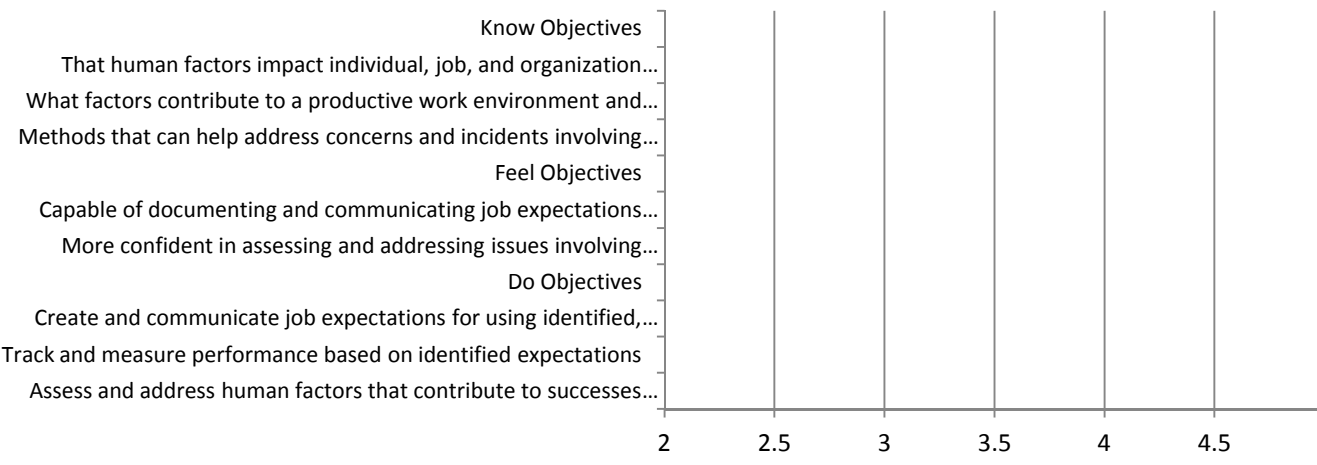 Know Objectives
That human factors impact individual, job, and organization…
What factors contribute to a productive work environment and…
Methods that can help address concerns and incidents involving…
Feel Objectives
Capable of documenting and communicating job expectations…
More confident in assessing and addressing issues involving…
Do Objectives
Create and communicate job expectations for using identified,…
Track and measure performance based on identified expectations
Assess and address human factors that contribute to successes…
2 2.5 3 3.5 4 4.5